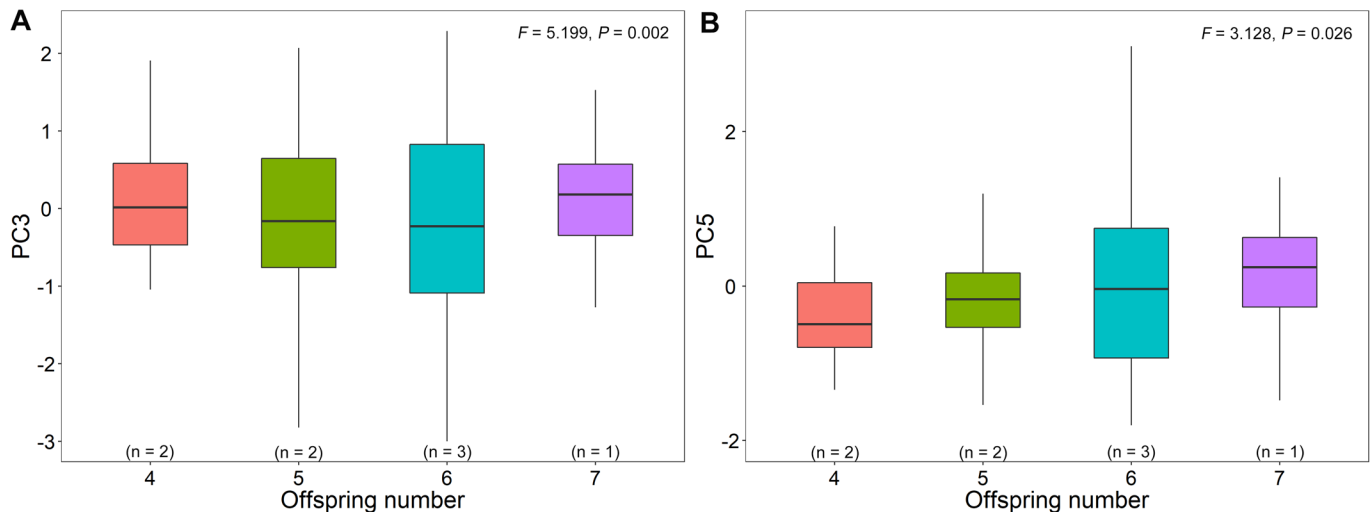 A
F = 5.199, P = 0.002
PC3
2
1
0
-1
-2
-3
(n = 2)
(n = 2)
(n = 3)
(n = 1)
4
5
6
7
Offspring number
B
F = 3.128, P = 0.026
PC5
2
0
-2
(n = 2)
(n = 2)
(n = 3)
(n = 1)
4
5
6
7
Offspring number